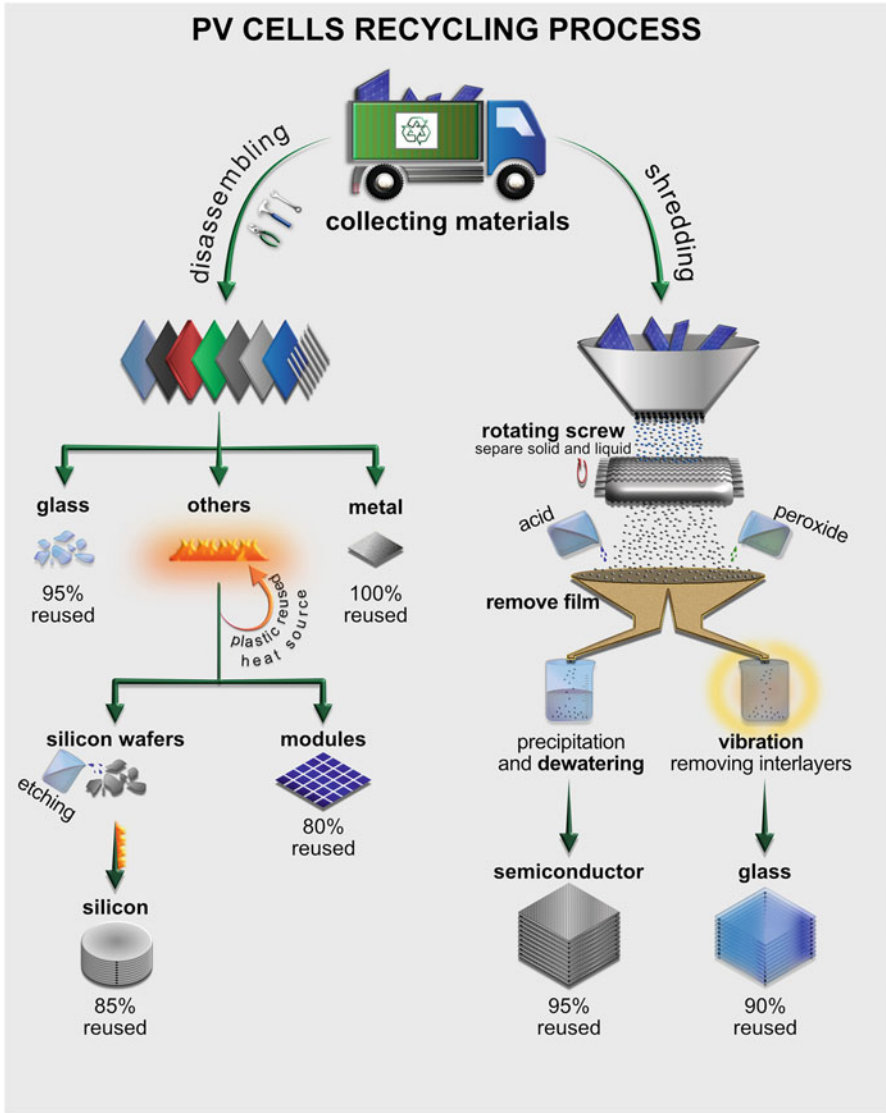 PV CELLS RECYCLING PROCESS
disassembling
collecting materials
shredding
glass
95%
reused
others
plastic reused
heat source
metal
100%
reused
silicon wafers
etching
silicon
85%
reused
modules
80%
reused
rotating screw
separe solid and liquid
acid
peroxide
remove film
precipitation
and dewatering
semiconductor
95%
reused
vibration
removing interlayers
glass
90%
reused